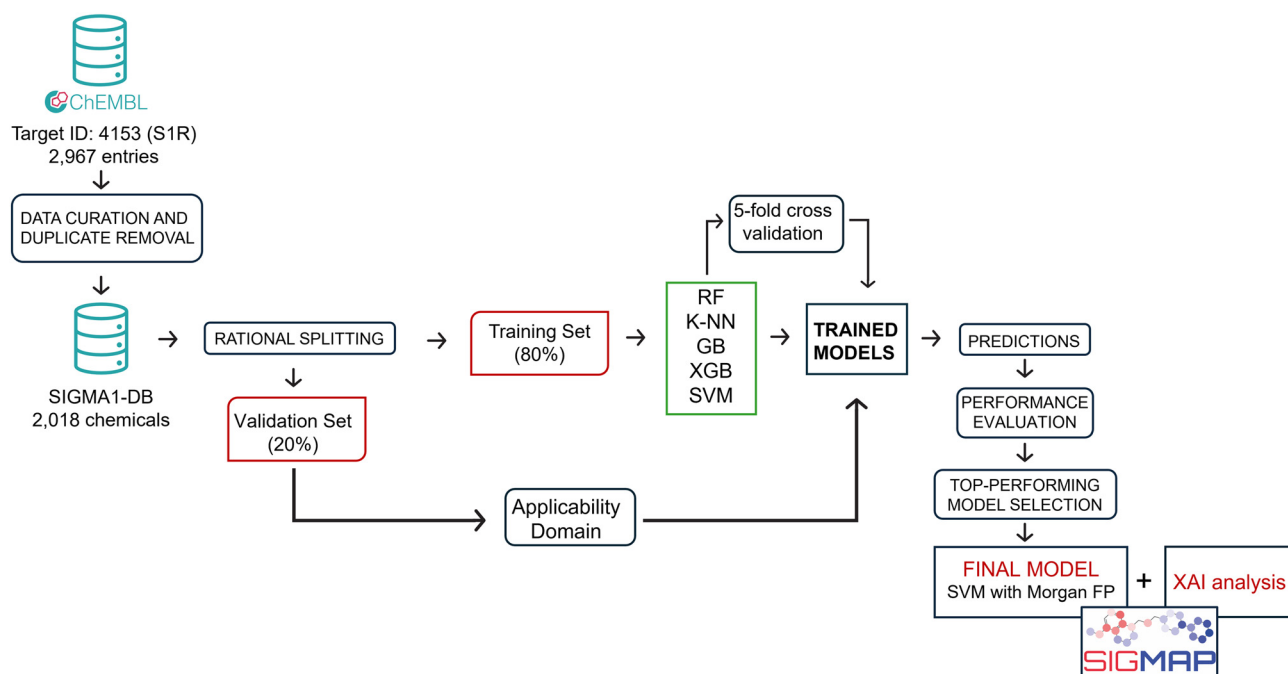 ChEMBL
Target ID: 4153 (S1R)
2,967 entries
DATA CURATION AND
DUPLICATE REMOVAL
SIGMA1-DB
2,018 chemicals
RATIONAL SPLITTING
Validation Set
(20%)
Training Set
(80%)
Applicability
Domain
RF
K-NN
GB
XGB
SVM
5-fold cross
validation
TRAINED
MODELS
PREDICTIONS
PERFORMANCE
EVALUATION
TOP-PERFORMING
MODEL SELECTION
FINAL MODEL
SVM with Morgan FP
+
XAI analysis
SIGMAP